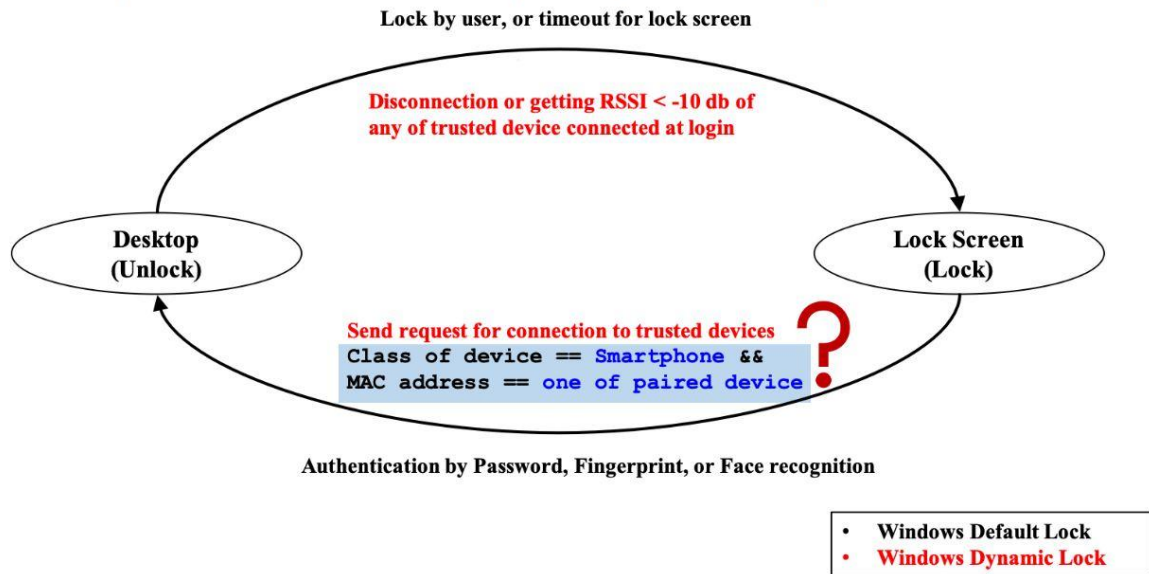 Lock by user, or timeout for lock screen
Disconnection or getting RSSI < -10 db of
any of trusted device connected at login
Desktop
(Unlock)
Lock Screen
(Lock)
Send request for connection to trusted devices
Class of device == Smartphone &&
MAC address == one of paired device
?
Authentication by Password, Fingerprint, or Face recognition
• Windows Default Lock
• Windows Dynamic Lock